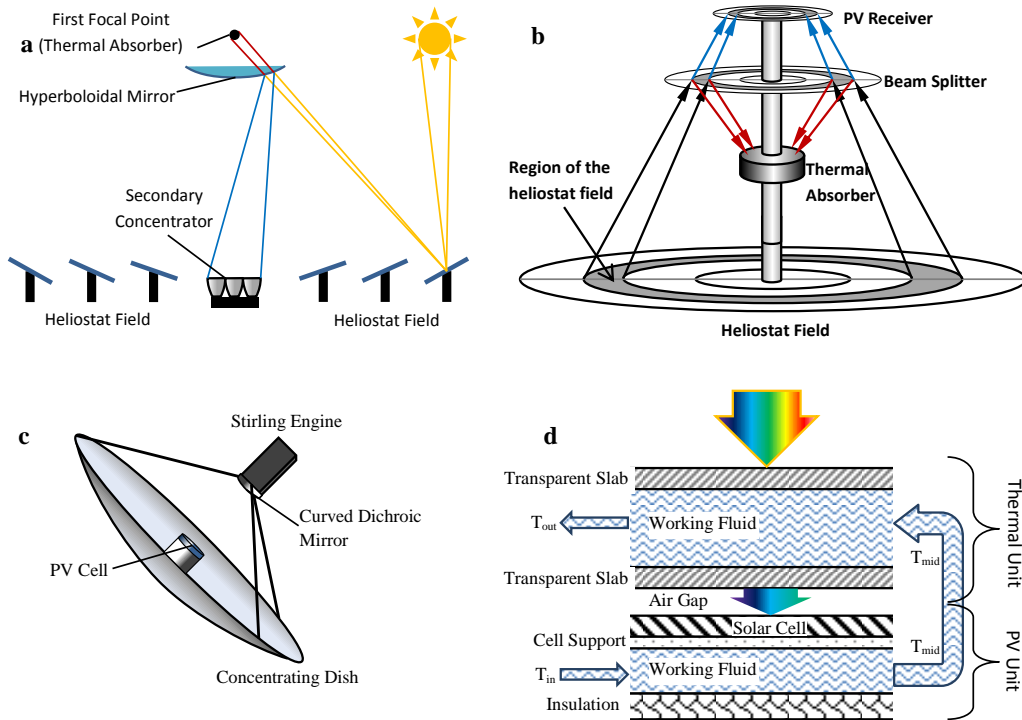 a
First Focal Point
(Thermal Absorber)
Hyperboloidal Mirror
Secondary
Concentrator
Heliostat Field
Heliostat Field
b
PV Receiver
Beam Splitter
Thermal
Absorber
Region of the
heliostat field
Heliostat Field
c
Stirling Engine
Curved Dichroic
Mirror
PV Cell
Concentrating Dish
d
Transparent Slab
Tout
Working Fluid
Tmid
Transparent Slab
Air Gap
Solar Cell
Cell Support
Tmid
Tin
Working Fluid
Insulation
Thermal Unit
PV Unit